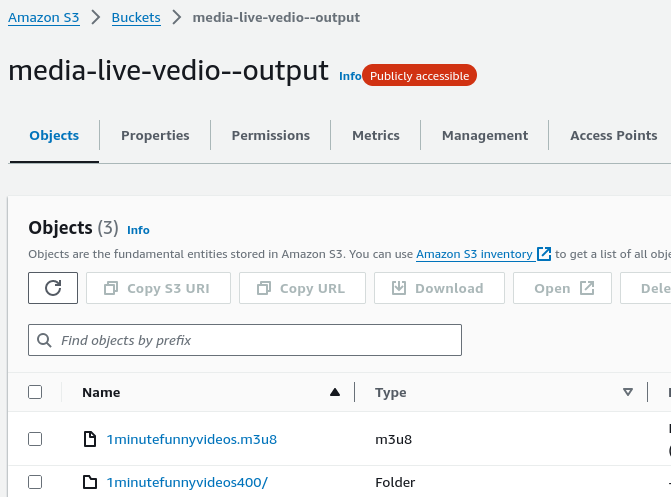 Amazon S3 > Buckets > media-live-vedio--output
media-live-vedio--output Info Publicly accessible
Objects Properties Permissions Metrics Management Access Points
Objects (3) Info
Objects are the fundamental entities stored in Amazon S3. You can use Amazon S3 inventory to get a list of all obje
Copy S3 URI Copy URL Download Open Dele
Find objects by prefix
Name Type
1minutefunnyvideos.m3u8 m3u8
1minutefunnyvideos400/ Folder